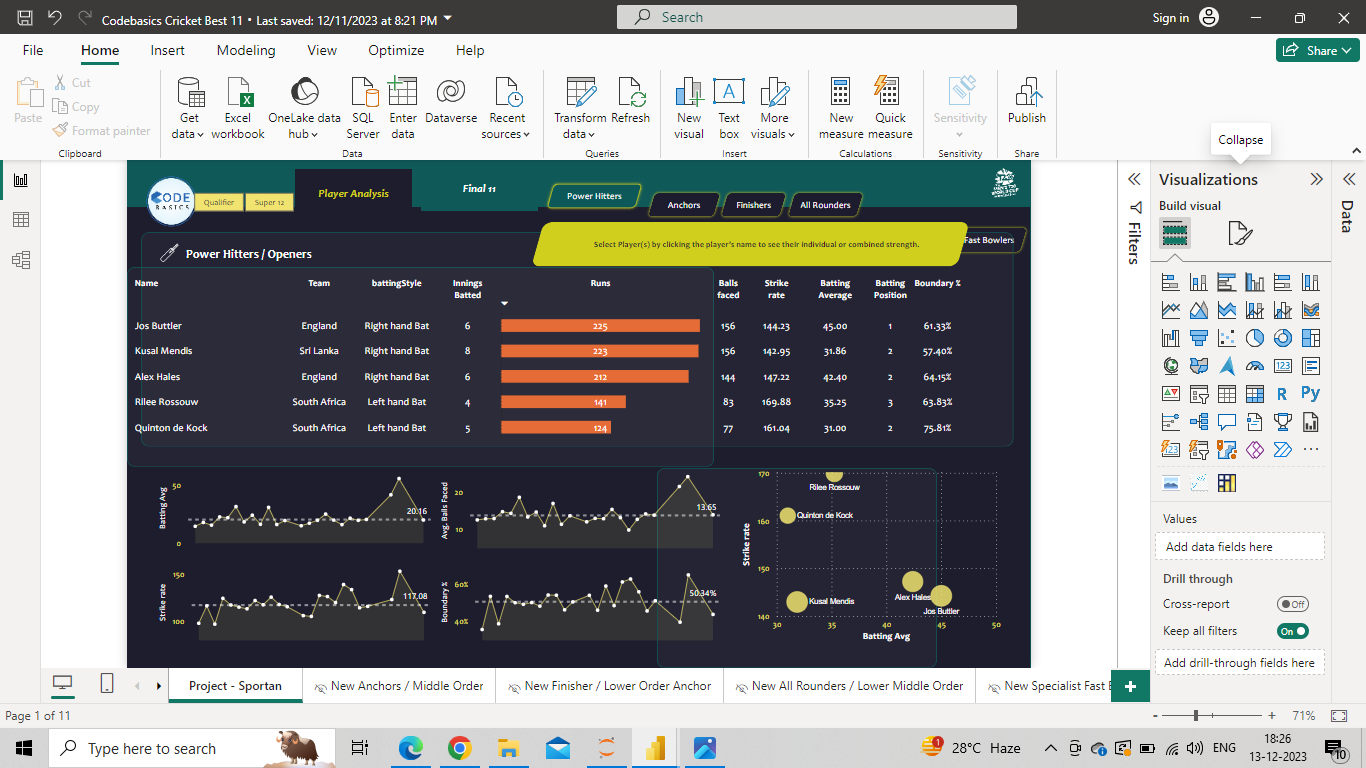 Codebasics Cricket Best 11 • Last saved: 12/11/2023 at 8:21 PM
Search
Sign in
File Home Insert Modeling View Optimize Help
Share
Paste
Cut
Copy
Format painter
Get data
Excel workbook
OneLake data hub
SQL Server
Enter data
Dataverse
Recent sources
Transform data
Refresh
New visual
Text box
More visuals
New measure
Quick measure
Sensitivity
Publish
Collapse
Clipboard Data Queries Insert Calculations Sensitivity Share
CODE BASICS
Qualifier
Super 12
Player Analysis
Final 11
Power Hitters
Anchors
Finishers
All Rounders
Fast Bowlers
Select Player(s) by clicking the player's name to see their individual or combined strength.
Power Hitters / Openers
Name Team battingStyle Innings Batted Runs Balls faced Strike rate Batting Average Batting Position Boundary %
Jos Buttler England Right hand Bat 6 225 156 144.23 45.00 1 61.33%
Kusal Mendis Sri Lanka Right hand Bat 8 223 156 142.95 31.86 2 57.40%
Alex Hales England Right hand Bat 6 212 144 147.22 42.40 2 64.15%
Rilee Rossouw South Africa Left hand Bat 4 141 83 169.88 35.25 3 63.83%
Quinton de Kock South Africa Left hand Bat 5 124 77 161.04 31.00 2 75.81%
Batting Avg
50
0
20.16
Avg. Balls Faced
20
10
13.65
Strike rate
150
100
117.08
Boundary %
60%
40%
50.34%
Strike rate
170
160
150
140
Rilee Rossouw
Quinton de Kock
Alex Hales
Kusal Mendis
Jos Buttler
30 35 40 45 50
Batting Avg
Filters
Visualizations
Build visual
123
R
Py
123
Values
Add data fields here
Drill through
Cross-report
Off
Keep all filters
On
Add drill-through fields here
Data
Project - Sportan
New Anchors / Middle Order
New Finisher / Lower Order Anchor
New All Rounders / Lower Middle Order
New Specialist Fast
Page 1 of 11
71%
Type here to search
1
28°C Haze
ENG
18:26
13-12-2023
10